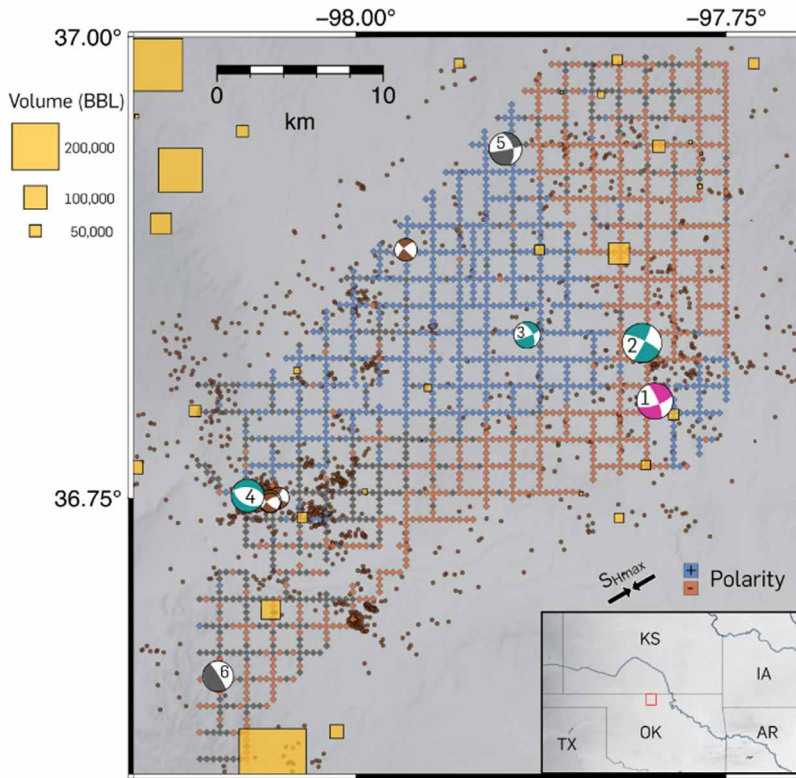 −98.00°
−97.75°
37.00°
0
10
km
Volume (BBL)
200,000
100,000
50,000
5
3
2
1
36.75°
4
SHmax
+
-
Polarity
6
KS
IA
TX
OK
AR